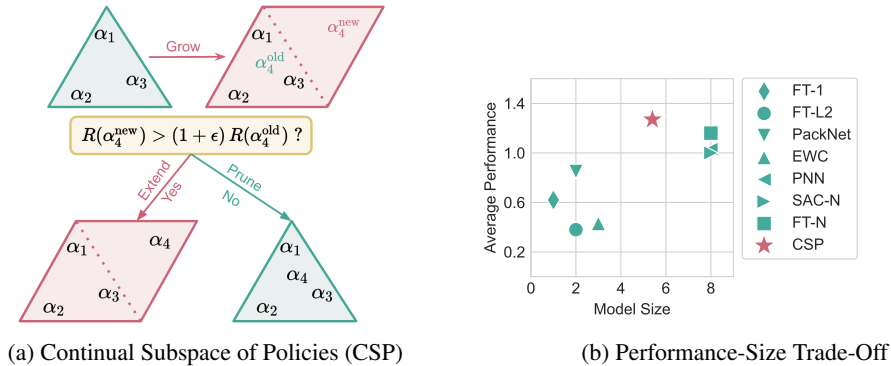 α₁
α₂
α₃
Grow
α₁
α₂
α₃
α₄ᵒˡᵈ
α₄ⁿᵉʷ
R(α₄ⁿᵉʷ) > (1 + ϵ) R(α₄ᵒˡᵈ) ?
Extend
Yes
Prune
No
α₁
α₂
α₃
α₄
α₁
α₄
α₂
α₃
(a) Continual Subspace of Policies (CSP)
Average Performance
1.4
1.0
0.6
0.2
0 2 4 6 8
Model Size
FT-1
FT-L2
PackNet
EWC
PNN
SAC-N
FT-N
CSP
(b) Performance-Size Trade-Off